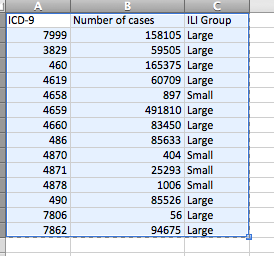 A B C
ICD-9 Number of cases ILI Group
7999 158105 Large
3829 59505 Large
460 165375 Large
4619 60709 Large
4658 897 Small
4659 491810 Large
4660 83450 Large
486 85633 Large
4870 404 Small
4871 25293 Small
4878 1006 Small
490 85526 Large
7806 56 Large
7862 94675 Large